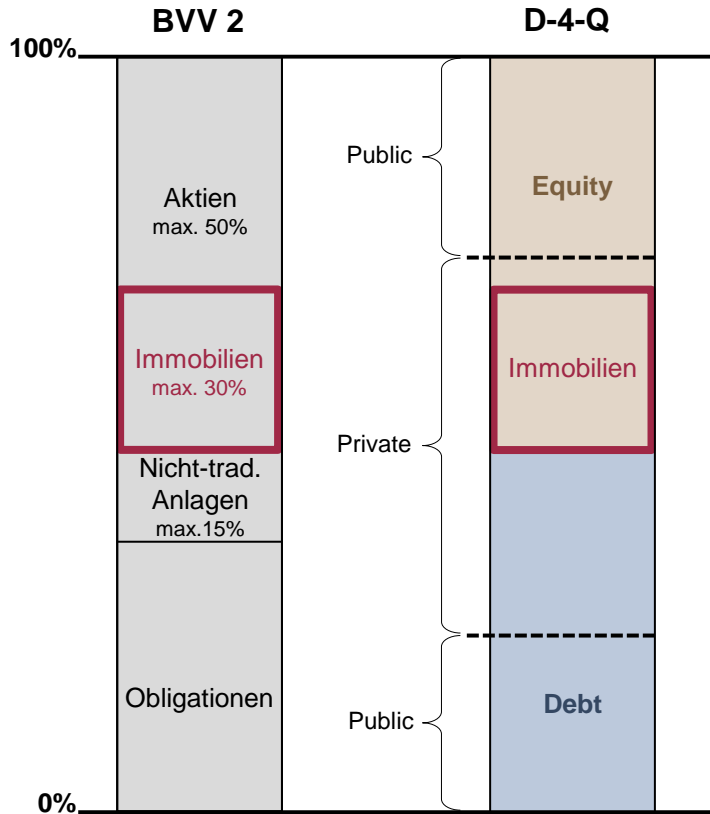 BVV 2
D-4-Q
100%
Public
Equity
Aktien
max. 50%
Immobilien
max. 30%
Immobilien
Private
Nicht-trad.
Anlagen
max.15%
Obligationen
Debt
Public
0%